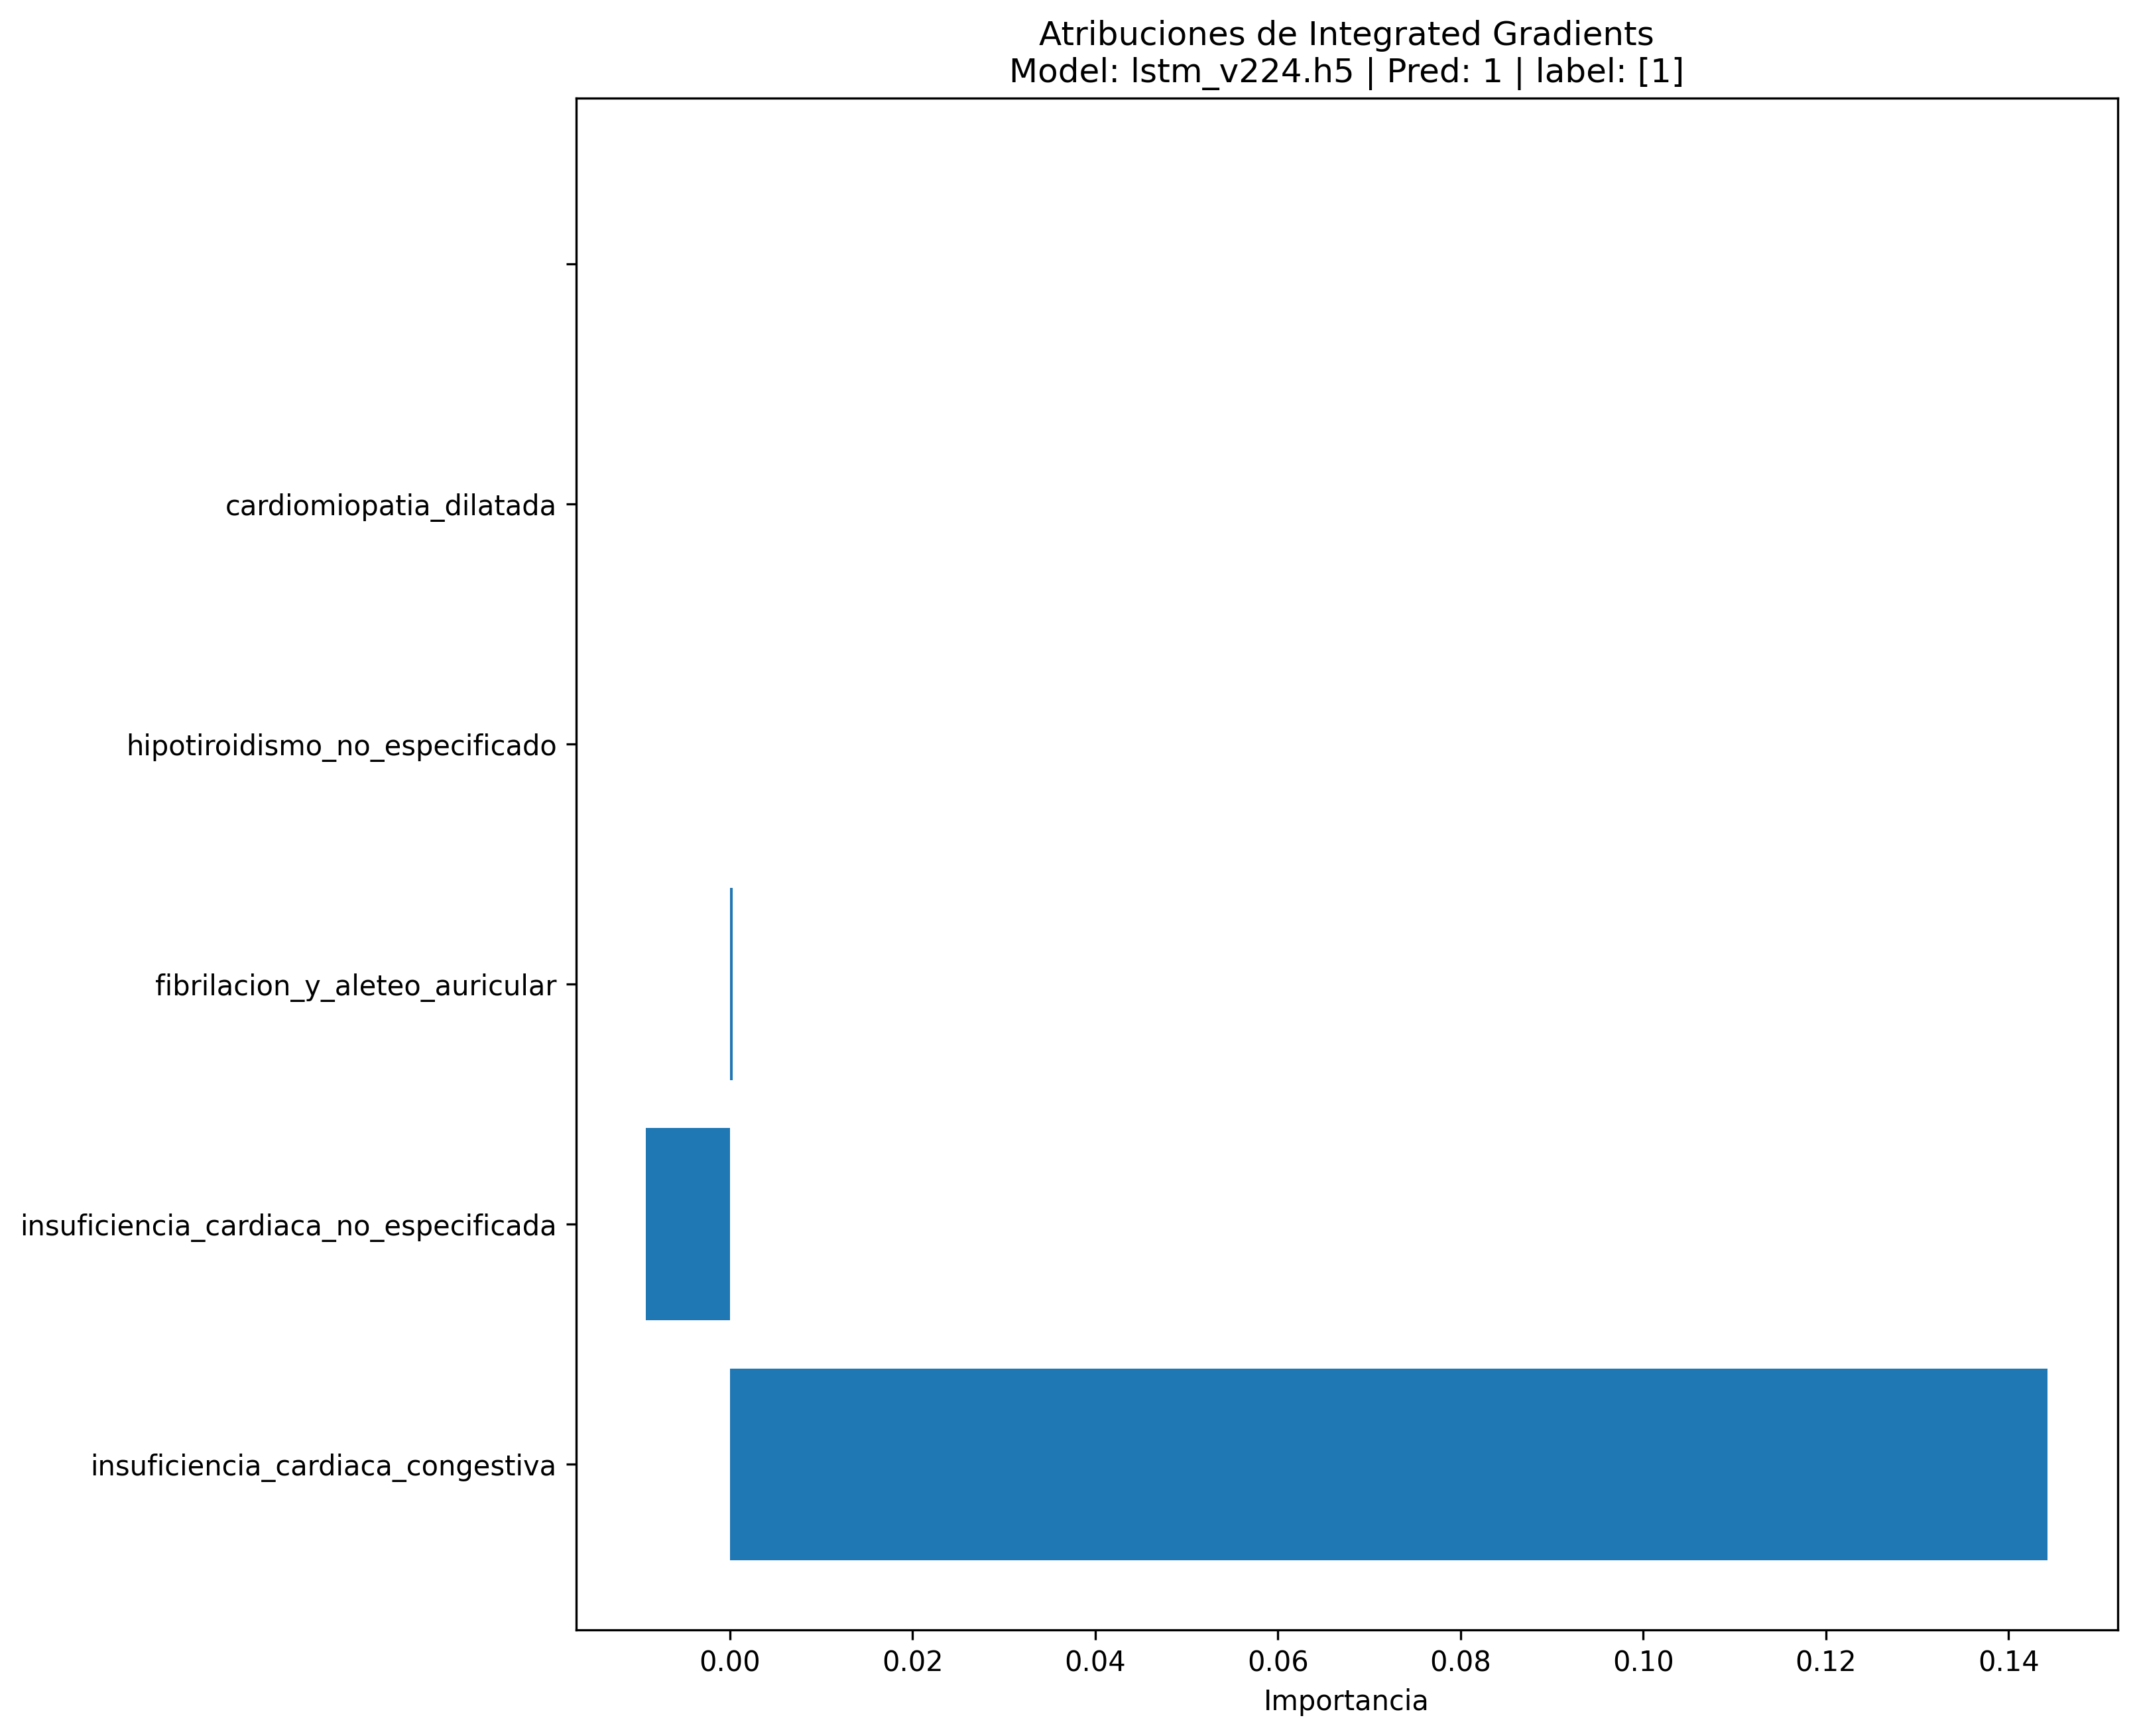 Atribuciones de Integrated Gradients
Model: lstm_v224.h5 | Pred: 1 | label: [1]
cardiomiopatia_dilatada
hipotiroidismo_no_especificado
fibrilacion_y_aleteo_auricular
insuficiencia_cardiaca_no_especificada
insuficiencia_cardiaca_congestiva
0.00 0.02 0.04 0.06 0.08 0.10 0.12 0.14
Importancia